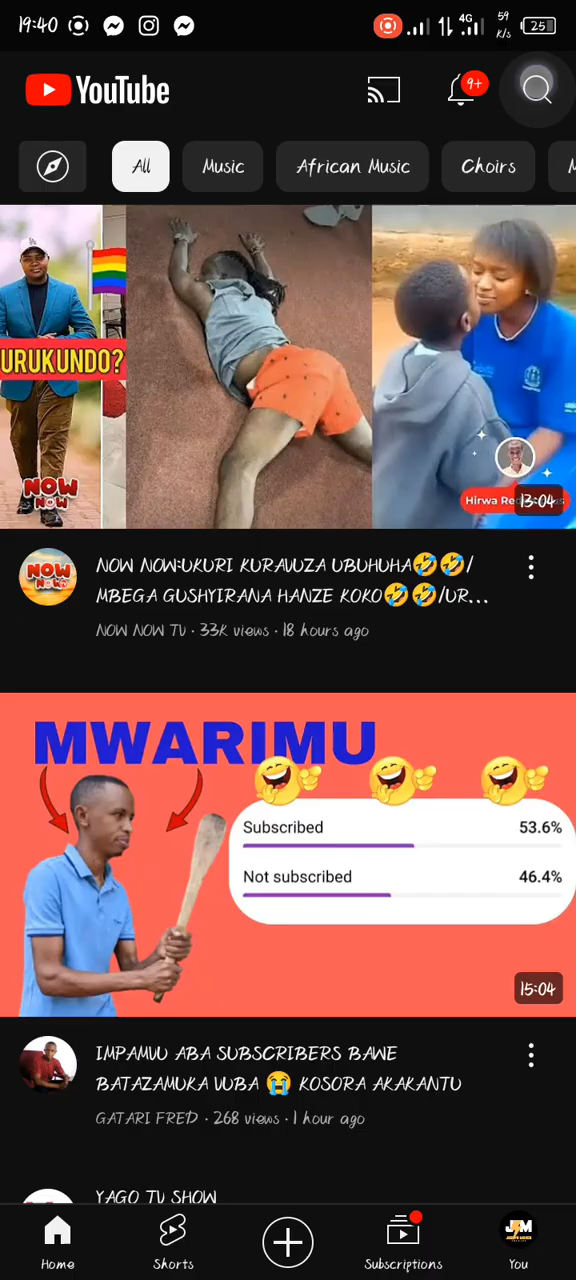 19:40
4G
59
K/s
25
YouTube
9+
All
Music
African Music
Choirs
URUKUNDO?
NOW
NOW
13:04
NOW NOW:UKURI KURAVUZA UBUHUHA🤣🤣/
MBEGA GUSHYIRANA HANZE KOKO🤣🤣/UR...
NOW NOW TV · 33K views · 18 hours ago
MWARIMU
Subscribed 53.6%
Not subscribed 46.4%
15:04
IMPAMVU ABA SUBSCRIBERS BAWE
BATAZAMUKA VUBA 😭 KOSORA AKAKANTU
GATARI FRED · 268 views · 1 hour ago
YAGO TV SHOW
Home
Shorts
Subscriptions
You